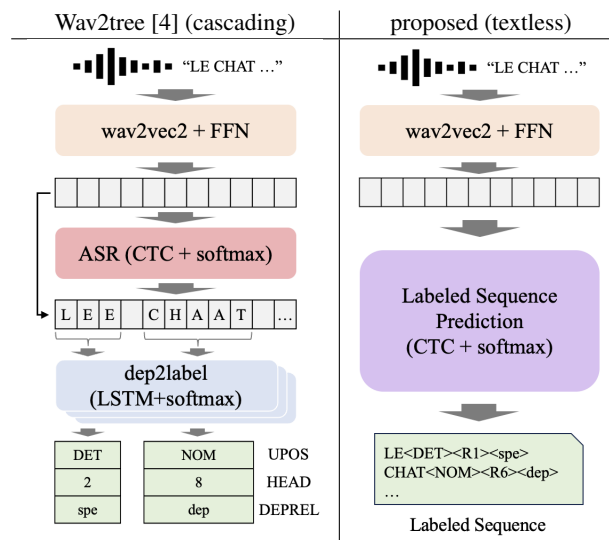 Wav2tree [4] (cascading)
“LE CHAT …”
wav2vec2 + FFN
ASR (CTC + softmax)
L E E C H A A T …
dep2label
(LSTM+softmax)
DET NOM UPOS
2 8 HEAD
spe dep DEPREL
proposed (textless)
“LE CHAT …”
wav2vec2 + FFN
Labeled Sequence
Prediction
(CTC + softmax)
LE<DET><R1><spe>
CHAT<NOM><R6><dep>
…
Labeled Sequence